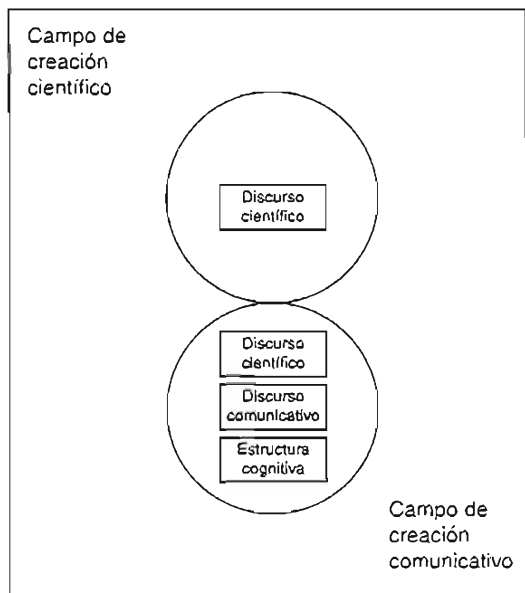 Campo de
creación
científico
Discurso
científico
Discurso
científico
Discurso
comunicativo
Estructura
cognitiva
Campo de
creación
comunicativo